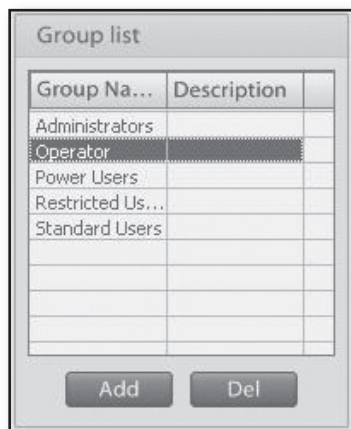 Group list
Group Na... Description
Administrators
Operator
Power Users
Restricted Us...
Standard Users
Add Del